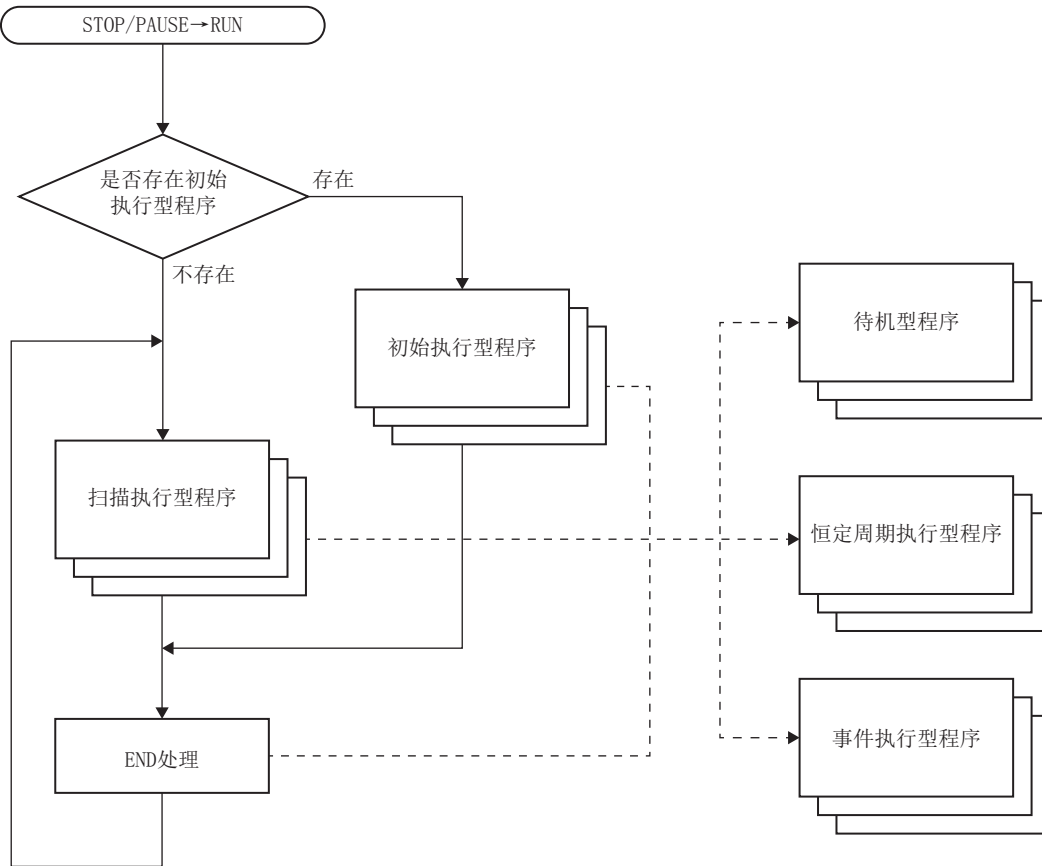 STOP/PAUSE→RUN
是否存在初始
执行型程序
存在
不存在
初始执行型程序
待机型程序
扫描执行型程序
恒定周期执行型程序
END处理
事件执行型程序